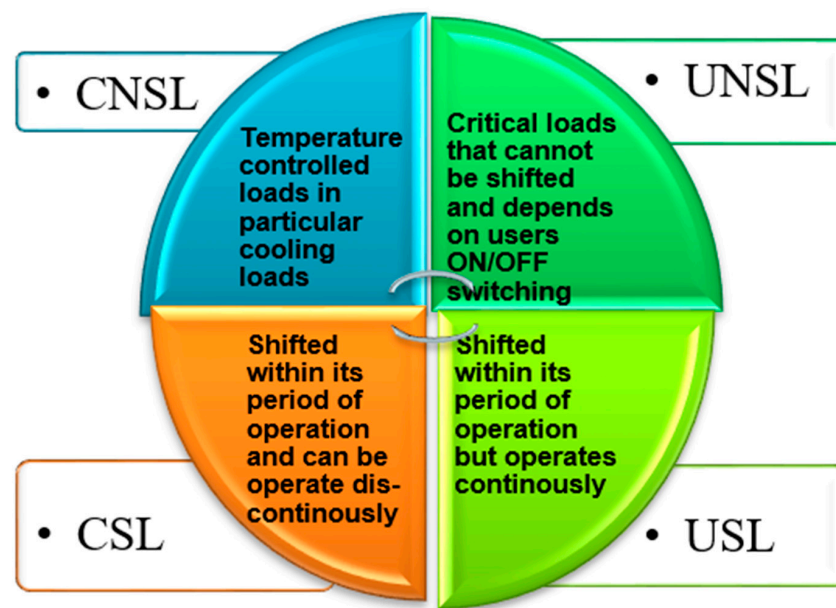 • CNSL
Temperature
controlled
loads in
particular
cooling
loads
• UNSL
Critical loads
that cannot
be shifted
and depends
on users
ON/OFF
switching
• CSL
Shifted
within its
period of
operation
and can be
operate dis-
continously
• USL
Shifted
within its
period of
operation
but operates
continously